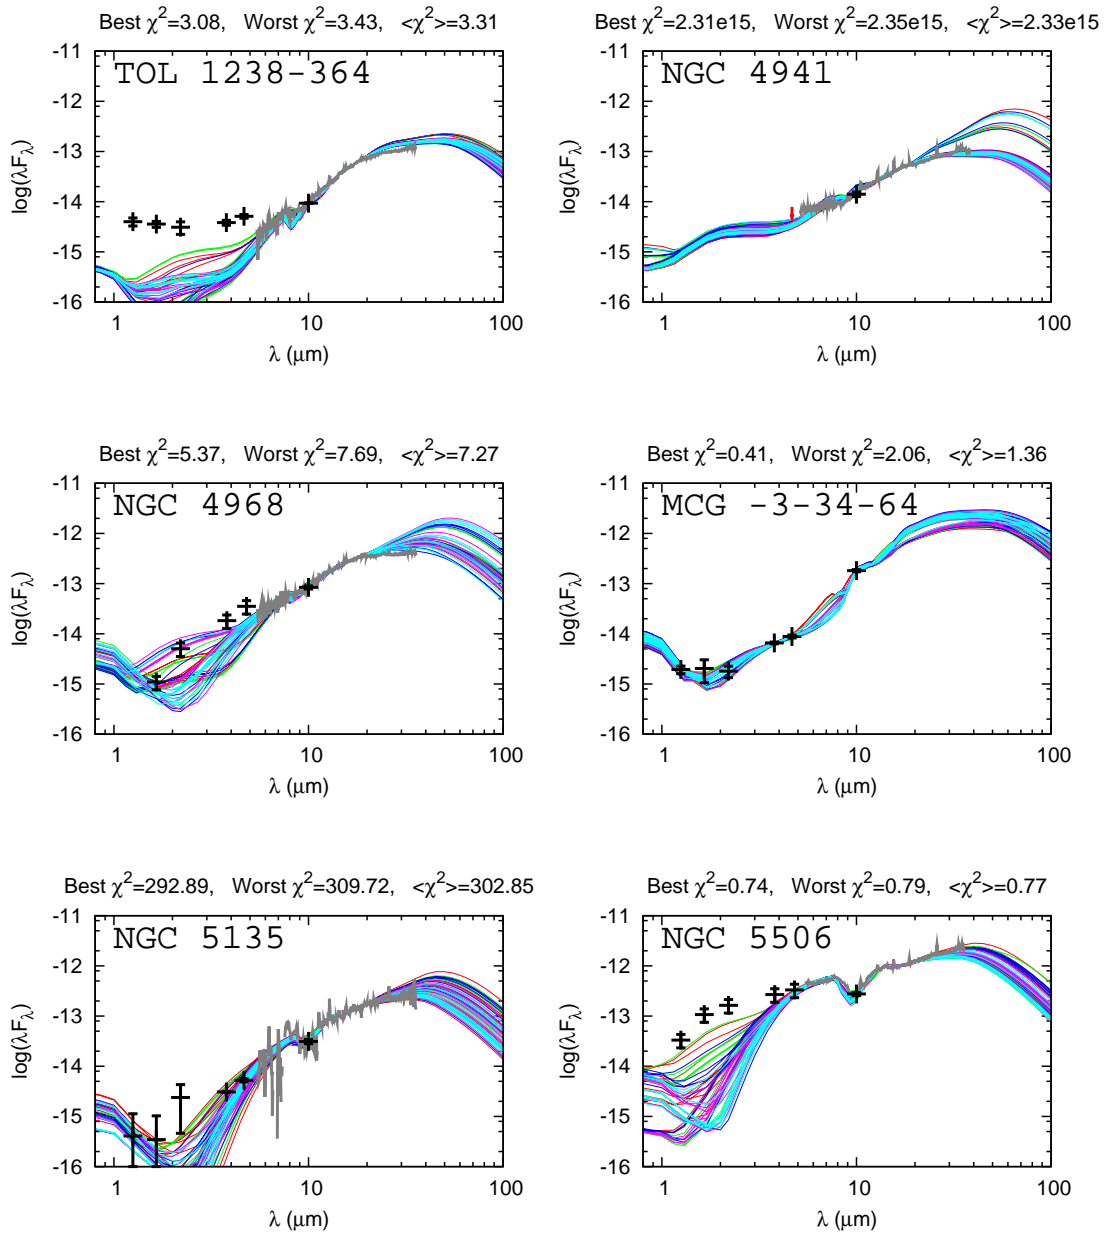 Best χ²=3.08, Worst χ²=3.43, <χ²>=3.31
TOL 1238-364
-11
-12
-13
-14
-15
-16
log(λF_λ)
1 10 100
λ (μm)
Best χ²=2.31e15, Worst χ²=2.35e15, <χ²>=2.33e15
NGC 4941
-11
-12
-13
-14
-15
-16
log(λF_λ)
1 10 100
λ (μm)
Best χ²=5.37, Worst χ²=7.69, <χ²>=7.27
NGC 4968
-11
-12
-13
-14
-15
-16
log(λF_λ)
1 10 100
λ (μm)
Best χ²=0.41, Worst χ²=2.06, <χ²>=1.36
MCG -3-34-64
-11
-12
-13
-14
-15
-16
log(λF_λ)
1 10 100
λ (μm)
Best χ²=292.89, Worst χ²=309.72, <χ²>=302.85
NGC 5135
-11
-12
-13
-14
-15
-16
log(λF_λ)
1 10 100
λ (μm)
Best χ²=0.74, Worst χ²=0.79, <χ²>=0.77
NGC 5506
-11
-12
-13
-14
-15
-16
log(λF_λ)
1 10 100
λ (μm)